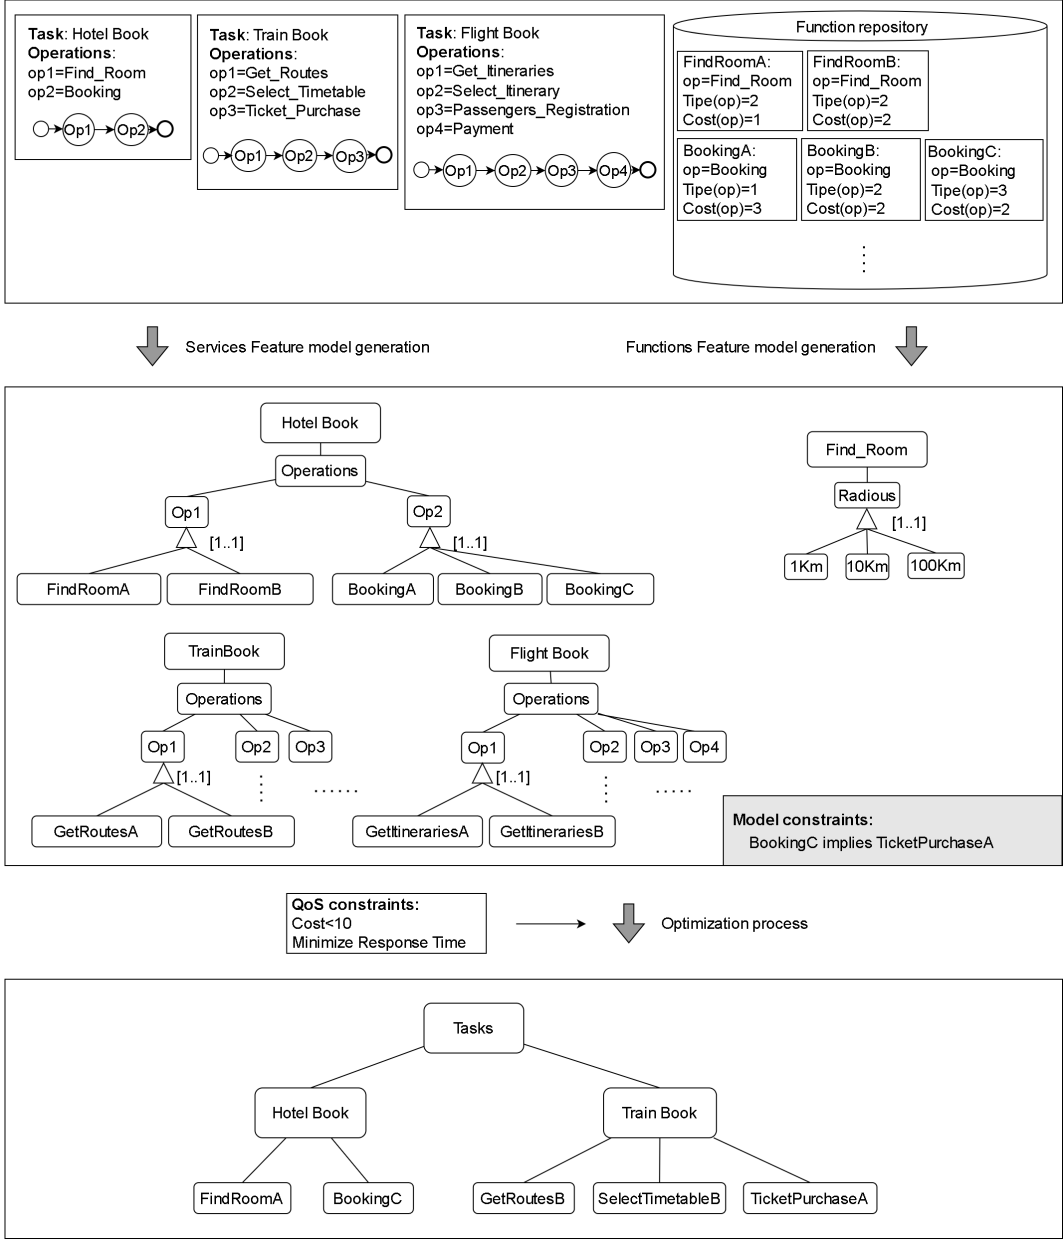 Task: Hotel Book
Operations:
op1=Find_Room
op2=Booking
Op1
Op2
Task: Train Book
Operations:
op1=Get_Routes
op2=Select_Timetable
op3=Ticket_Purchase
Op1
Op2
Op3
Task: Flight Book
Operations:
op1=Get_Itineraries
op2=Select_Itinerary
op3=Passengers_Registration
op4=Payment
Op1
Op2
Op3
Op4
Function repository
FindRoomA:
op=Find_Room
Tipe(op)=2
Cost(op)=1
FindRoomB:
op=Find_Room
Tipe(op)=2
Cost(op)=2
BookingA:
op=Booking
Tipe(op)=1
Cost(op)=3
BookingB:
op=Booking
Tipe(op)=2
Cost(op)=2
BookingC:
op=Booking
Tipe(op)=3
Cost(op)=2
Services Feature model generation
Functions Feature model generation
Hotel Book
Operations
Op1
Op2
[1..1]
[1..1]
FindRoomA
FindRoomB
BookingA
BookingB
BookingC
Find_Room
Radious
[1..1]
1Km
10Km
100Km
TrainBook
Operations
Op1
Op2
Op3
[1..1]
GetRoutesA
GetRoutesB
Flight Book
Operations
Op1
Op2
Op3
Op4
[1..1]
GetItinerariesA
GetItinerariesB
Model constraints:
BookingC implies TicketPurchaseA
QoS constraints:
Cost<10
Minimize Response Time
Optimization process
Tasks
Hotel Book
Train Book
FindRoomA
BookingC
GetRoutesB
SelectTimetableB
TicketPurchaseA